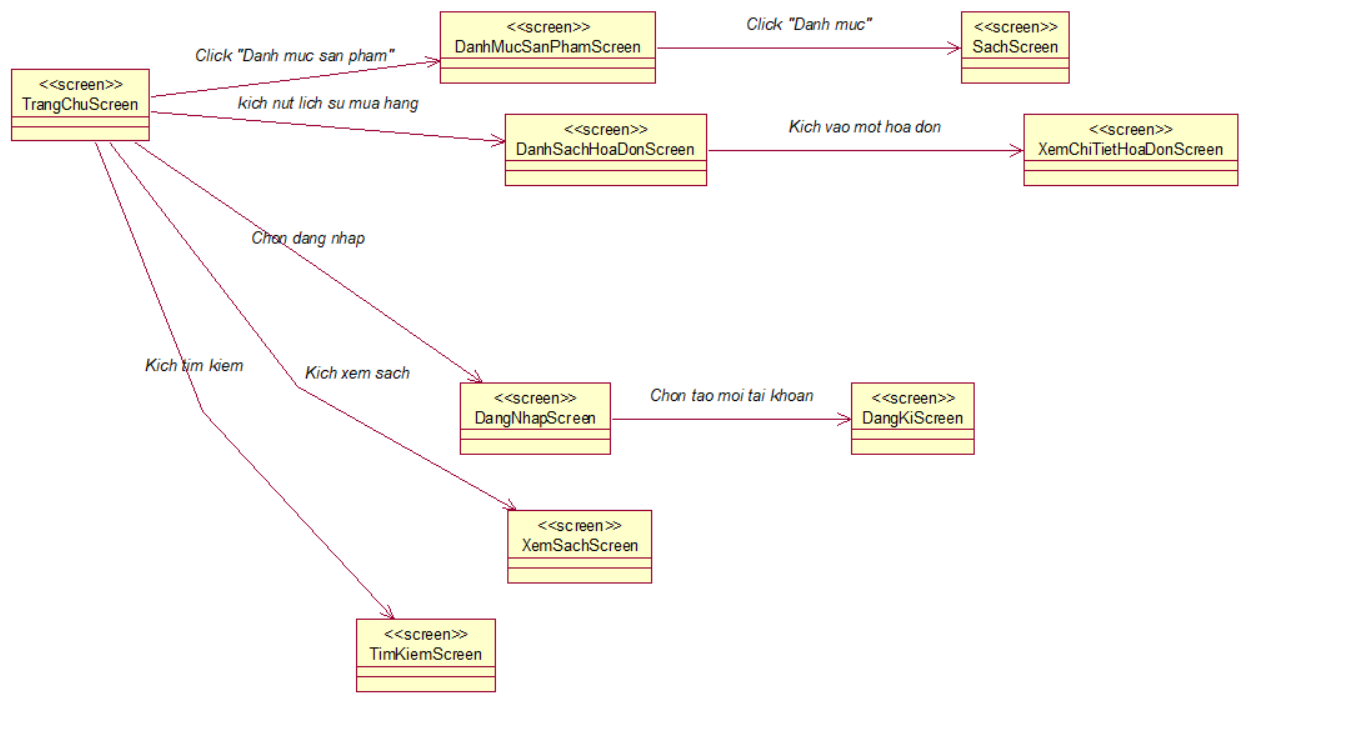 <<screen>>
DanhMucSanPhamScreen
Click "Danh muc"
<<screen>>
SachScreen
Click "Danh muc san pham"
<<screen>>
TrangChuScreen
kich nut lich su mua hang
<<screen>>
DanhSachHoaDonScreen
Kich vao mot hoa don
<<screen>>
XemChiTietHoaDonScreen
Chon dang nhap
Kich tim kiem
Kich xem sach
<<screen>>
DangNhapScreen
Chon tao moi tai khoan
<<screen>>
DangKiScreen
<<screen>>
XemSachScreen
<<screen>>
TimKiemScreen